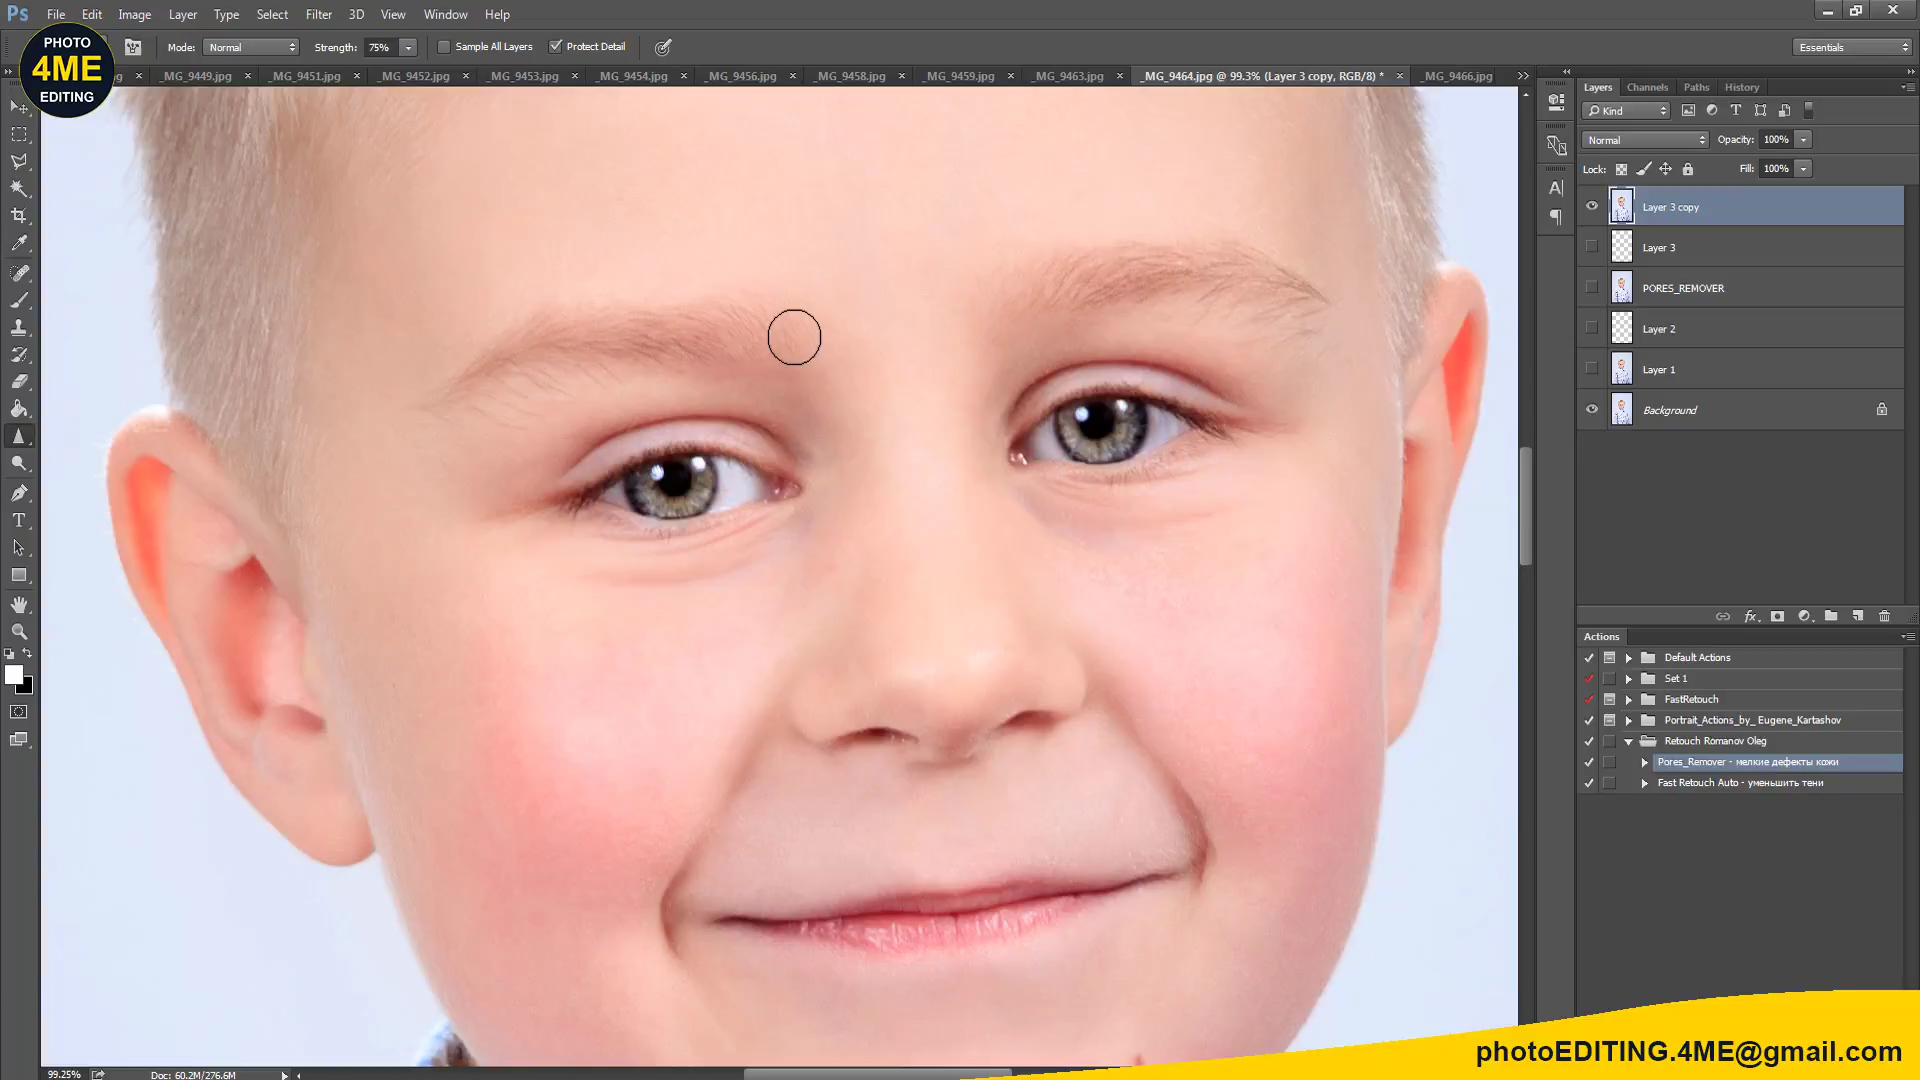 Ps File Edit Image Layer Type Select Filter 3D View Window Help
PHOTO
4ME
EDITING
Mode: Normal Strength: 75% Sample All Layers Protect Detail Essentials
_MG_9449.jpg _MG_9451.jpg _MG_9452.jpg _MG_9453.jpg _MG_9454.jpg _MG_9456.jpg _MG_9458.jpg _MG_9459.jpg _MG_9463.jpg _MG_9464.jpg @ 99.3% (Layer 3 copy, RGB/8) * _MG_9466.jpg
Layers Channels Paths History
Kind
Normal Opacity: 100%
Lock: Fill: 100%
Layer 3 copy
Layer 3
PORES_REMOVER
Layer 2
Layer 1
Background
Actions
Default Actions
Set 1
FastRetouch
Portrait_Actions_by_ Eugene_Kartashov
Retouch Romanov Oleg
Pores_Remover - мелкие дефекты кожи
Fast Retouch Auto - уменьшить тени
photoEDITING.4ME@gmail.com
99.25% Doc: 60.2M/276.6M